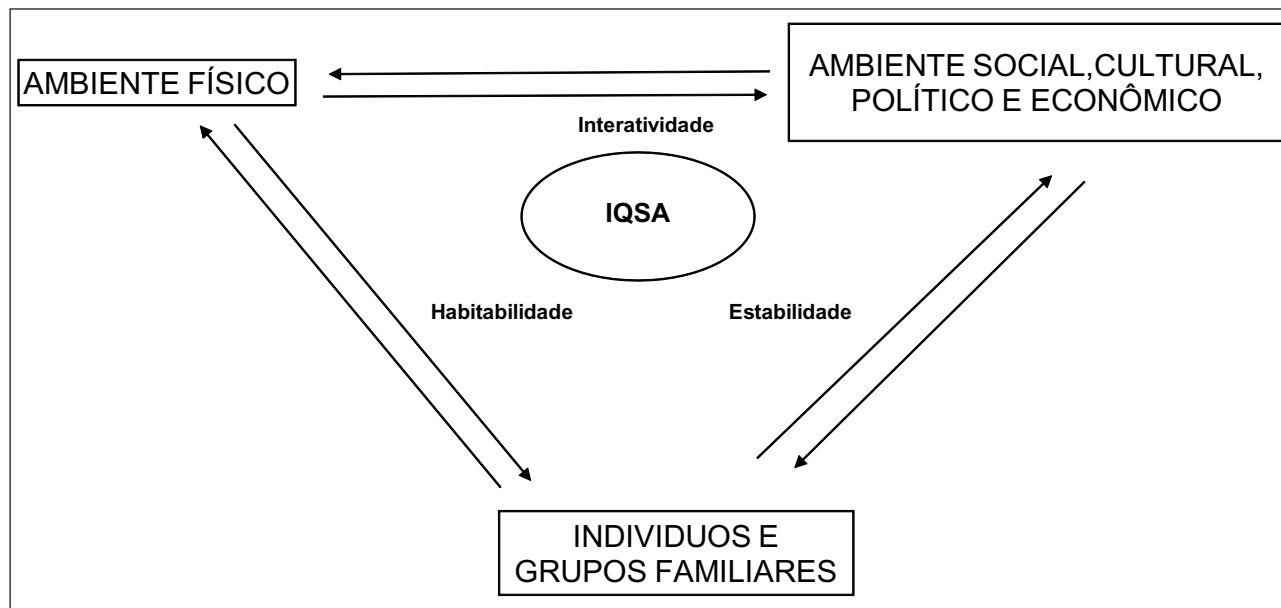 AMBIENTE FÍSICO
AMBIENTE SOCIAL,CULTURAL,
POLÍTICO E ECONÔMICO
Interatividade
IQSA
Habitabilidade
Estabilidade
INDIVIDUOS E
GRUPOS FAMILIARES